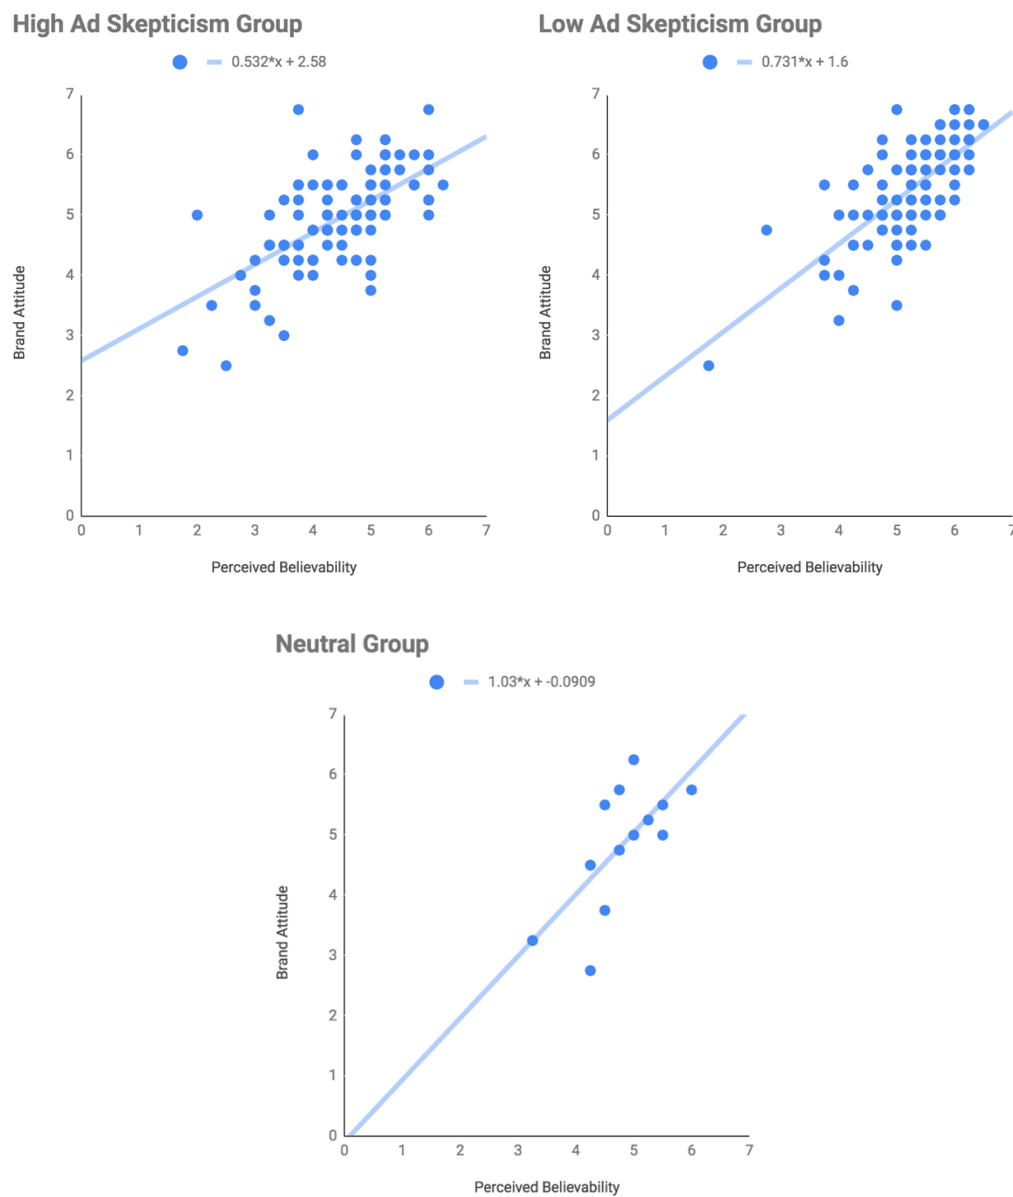 High Ad Skepticism Group
0.532*x + 2.58
7
6
5
4
3
2
1
0
Brand Attitude
0 1 2 3 4 5 6 7
Perceived Believability
Low Ad Skepticism Group
0.731*x + 1.6
7
6
5
4
3
2
1
0
Brand Attitude
0 1 2 3 4 5 6 7
Perceived Believability
Neutral Group
1.03*x + -0.0909
7
6
5
4
3
2
1
0
Brand Attitude
0 1 2 3 4 5 6 7
Perceived Believability